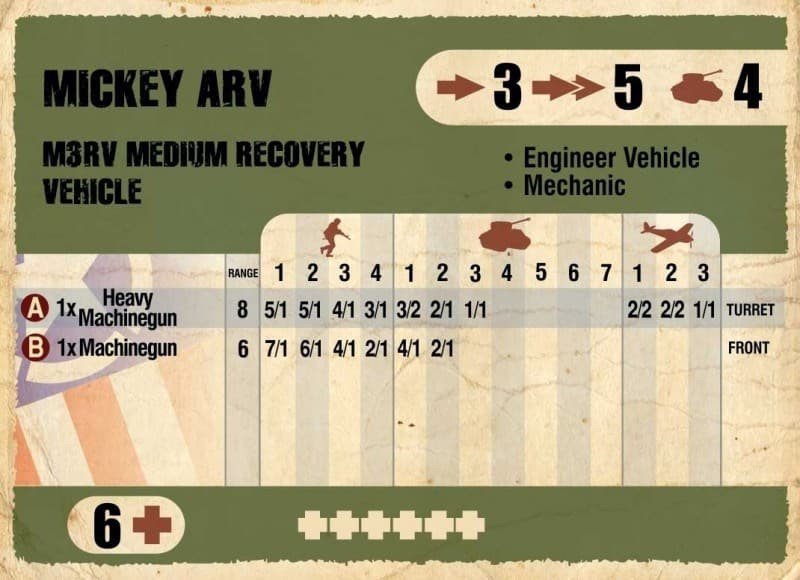 MICKEY ARV
3 5 4
M3RV MEDIUM RECOVERY
VEHICLE
• Engineer Vehicle
• Mechanic
RANGE 1 2 3 4 1 2 3 4 5 6 7 1 2 3
A 1x Heavy Machinegun 8 5/1 5/1 4/1 3/1 3/2 2/1 1/1 2/2 2/2 1/1 TURRET
B 1x Machinegun 6 7/1 6/1 4/1 2/1 4/1 2/1 FRONT
6